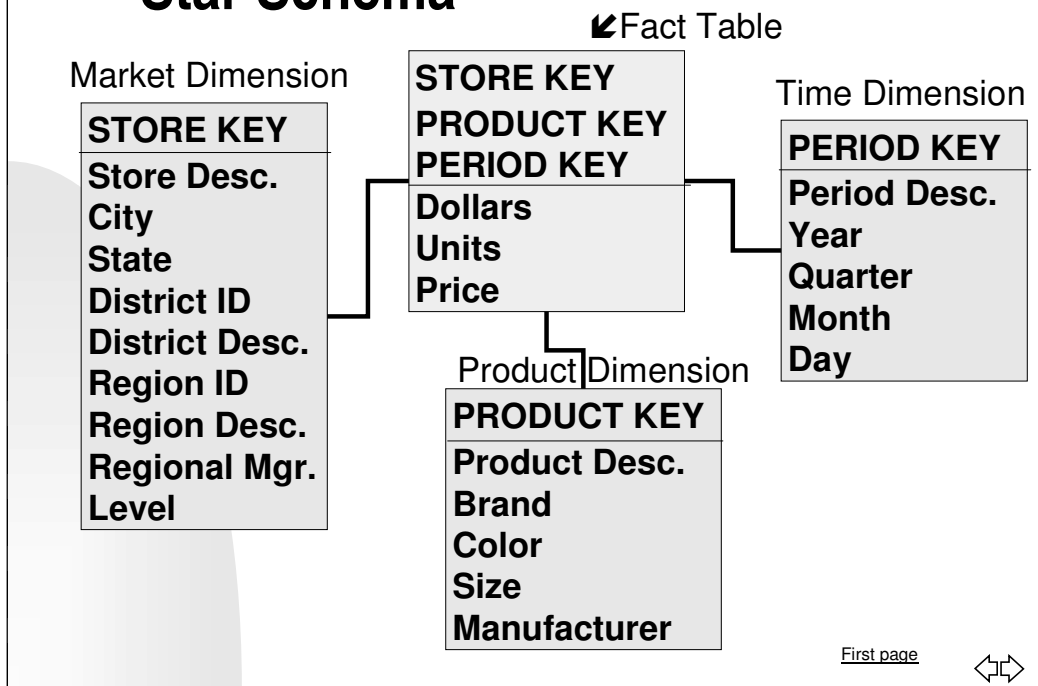 Star Schema
Fact Table
Market Dimension
STORE KEY
Store Desc.
City
State
District ID
District Desc.
Region ID
Region Desc.
Regional Mgr.
Level
STORE KEY
PRODUCT KEY
PERIOD KEY
Dollars
Units
Price
Time Dimension
PERIOD KEY
Period Desc.
Year
Quarter
Month
Day
Product Dimension
PRODUCT KEY
Product Desc.
Brand
Color
Size
Manufacturer
First page